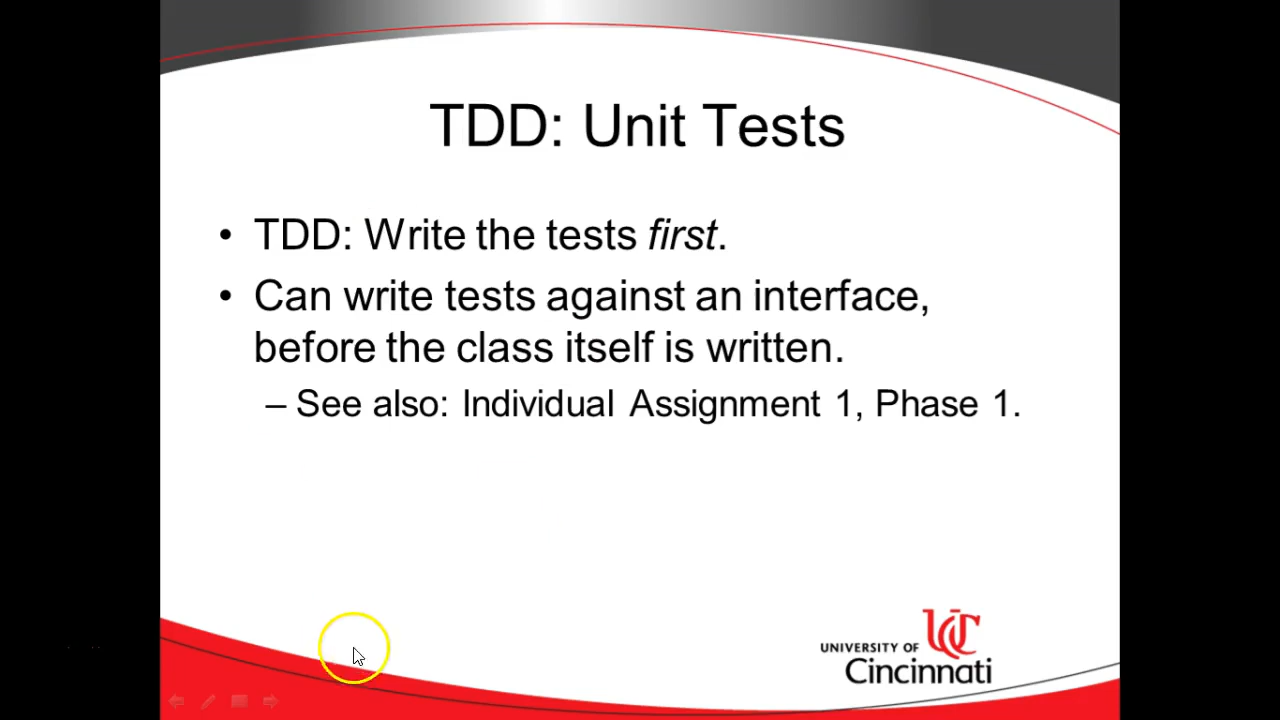 TDD: Unit Tests
• TDD: Write the tests first.
• Can write tests against an interface,
before the class itself is written.
– See also: Individual Assignment 1, Phase 1.
UNIVERSITY OF
Cincinnati
UC